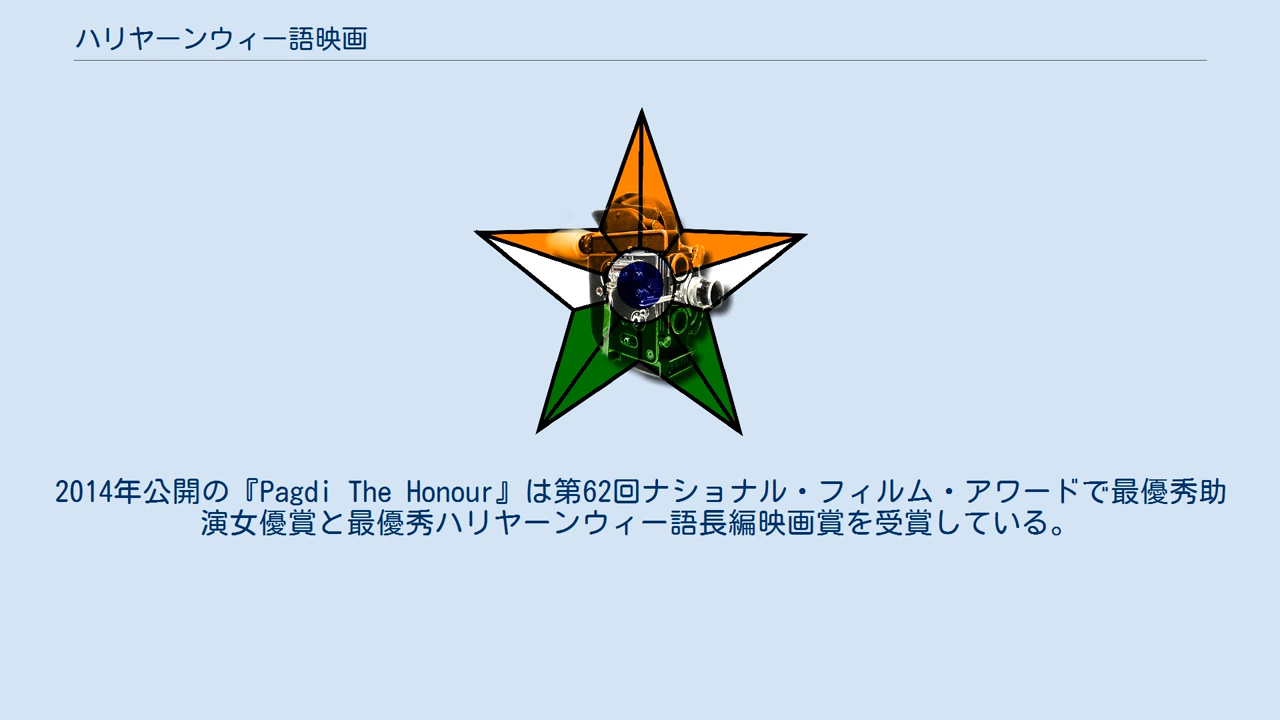 ハリヤーンウィー語映画
2014年公開の『Pagdi The Honour』は第62回ナショナル・フィルム・アワードで最優秀助
演女優賞と最優秀ハリヤーンウィー語長編映画賞を受賞している。